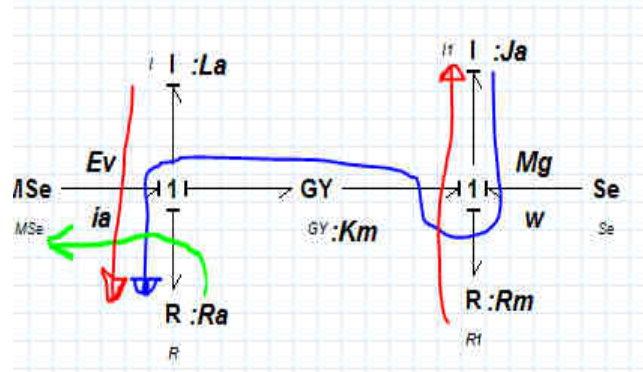 I I :La I1 I :Ja
Ev Mg
MSe 1 GY 1 Se
MSe ia GY :Km w Se
R :Ra R :Rm
R R1